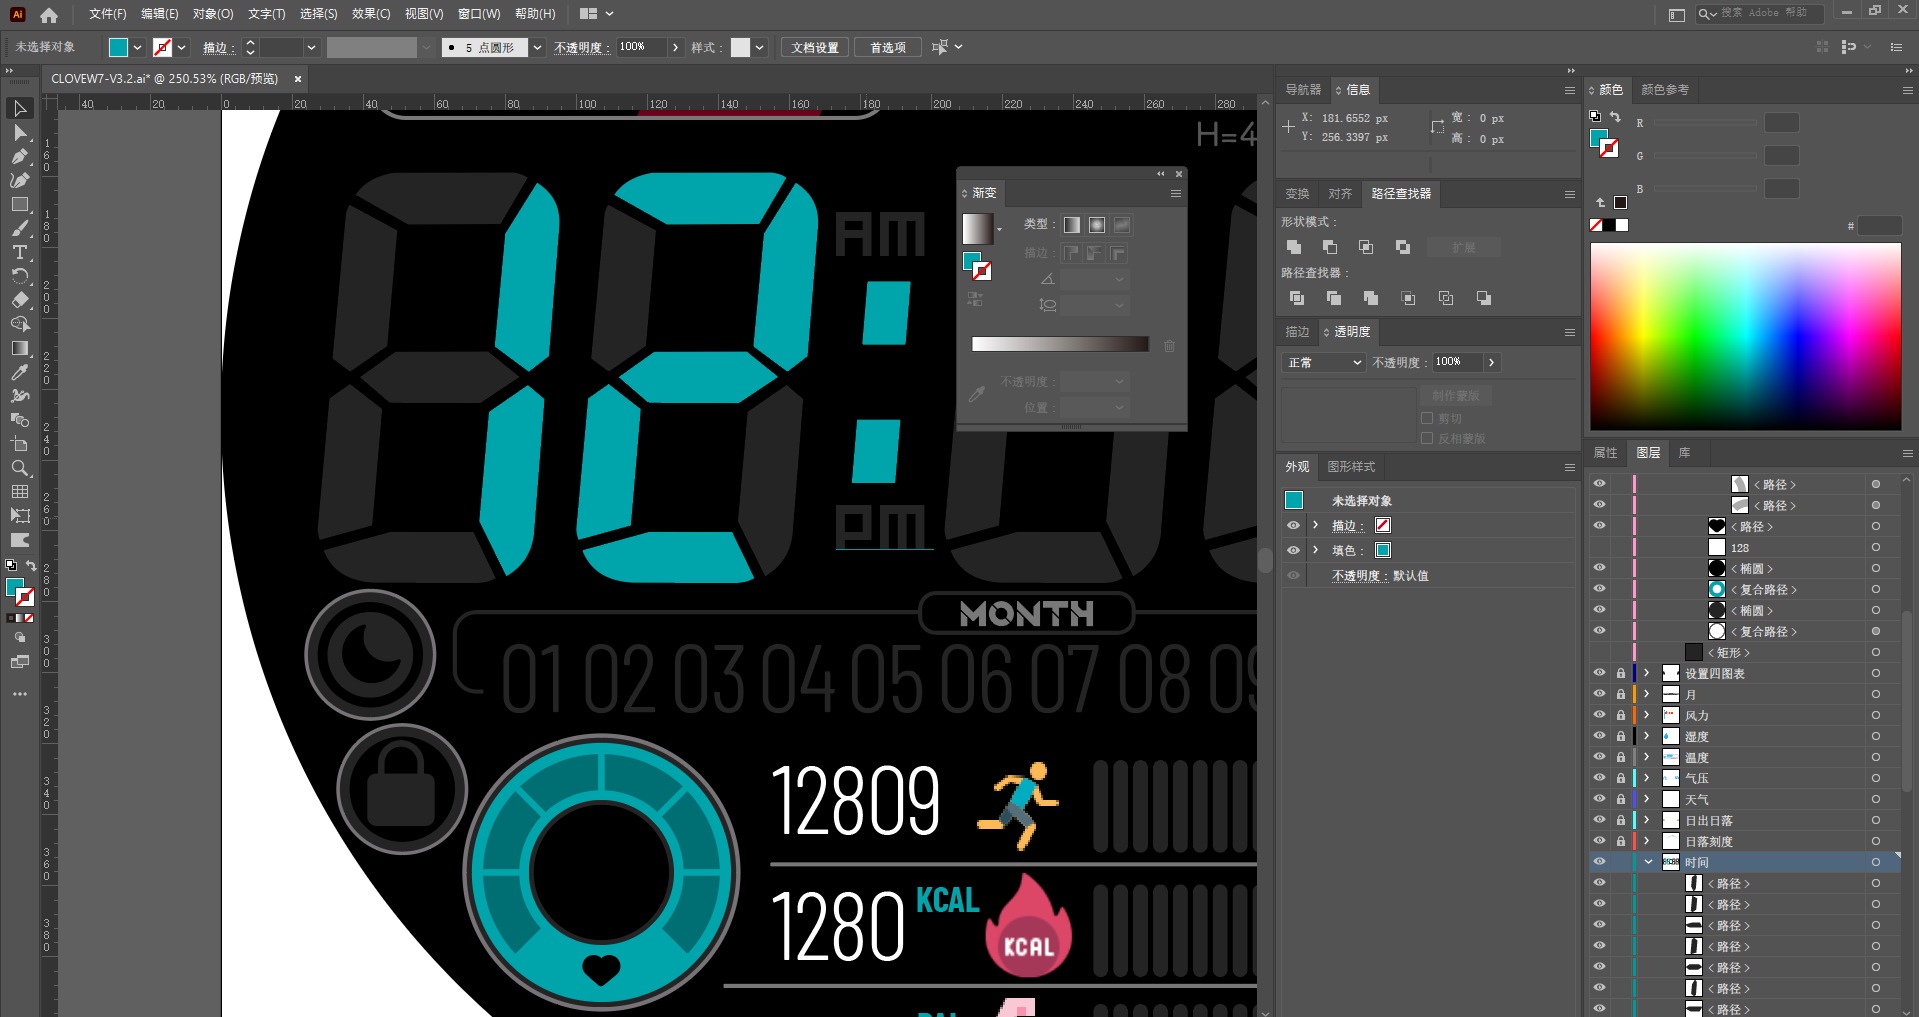 Ai 文件(F) 编辑(E) 对象(O) 文字(T) 选择(S) 效果(C) 视图(V) 窗口(W) 帮助(H) 搜索 Adobe 帮助
未选择对象 描边: 5 点圆形 不透明度: 100% 样式: 文档设置 首选项
CLOVEW7-V3.2.ai* @ 250.53% (RGB/预览) ×
40 20 0 20 40 60 80 100 120 140 160 180 200 220 240 260 280
160
180
200
220
240
260
280
300
320
340
360
380
H=4
12:
AM
PM
MONTH
01 02 03 04 05 06 07 08 09
12809
1280 KCAL
KCAL
渐变
类型:
描边:
不透明度:
位置:
导航器 信息
X: 181.6552 px 宽: 0 px
Y: 256.3397 px 高: 0 px
变换 对齐 路径查找器
形状模式:
扩展
路径查找器:
描边 透明度
正常 不透明度: 100%
制作蒙版
剪切
反相蒙版
外观 图形样式
未选择对象
描边:
填色:
不透明度: 默认值
颜色 颜色参考
R
G
B
#
属性 图层 库
<路径>
<路径>
<路径>
128
<椭圆>
<复合路径>
<椭圆>
<复合路径>
<矩形>
设置四图表
月
风力
湿度
温度
气压
天气
日出日落
日落刻度
时间
<路径>
<路径>
<路径>
<路径>
<路径>
<路径>
<路径>